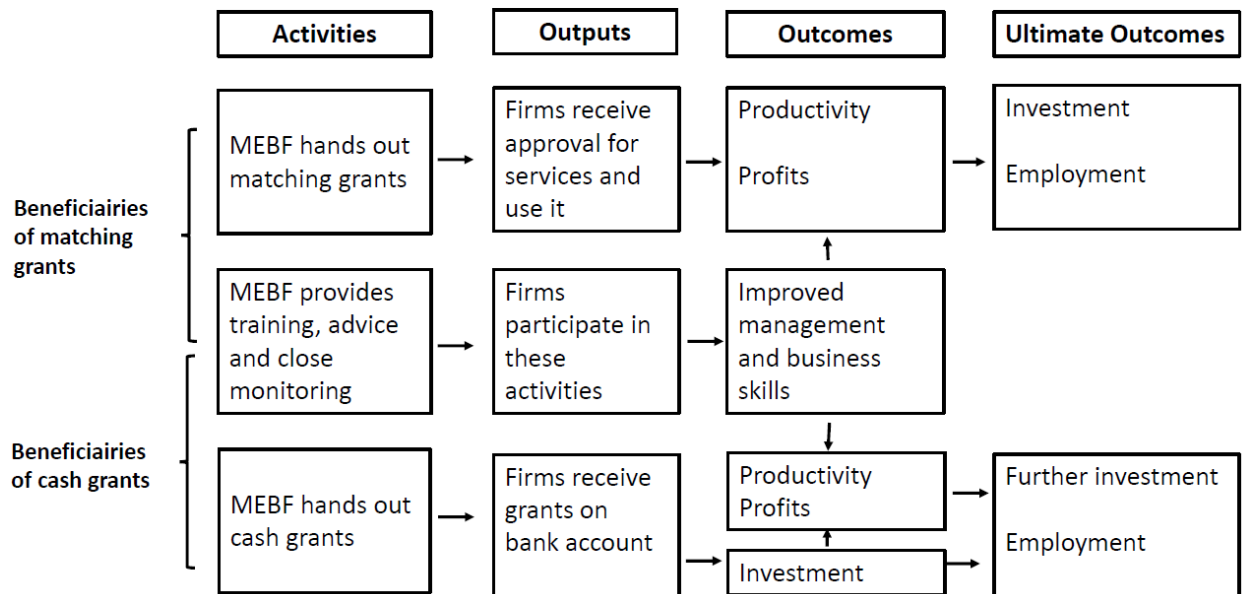 Activities
Outputs
Outcomes
Ultimate Outcomes
Beneficiairies
of matching
grants
MEBF hands out
matching grants
Firms receive
approval for
services and
use it
Productivity
Profits
Investment
Employment
MEBF provides
training, advice
and close
monitoring
Firms
participate in
these
activities
Improved
management
and business
skills
Beneficiairies
of cash grants
MEBF hands out
cash grants
Firms receive
grants on
bank account
Productivity
Profits
Investment
Further investment
Employment